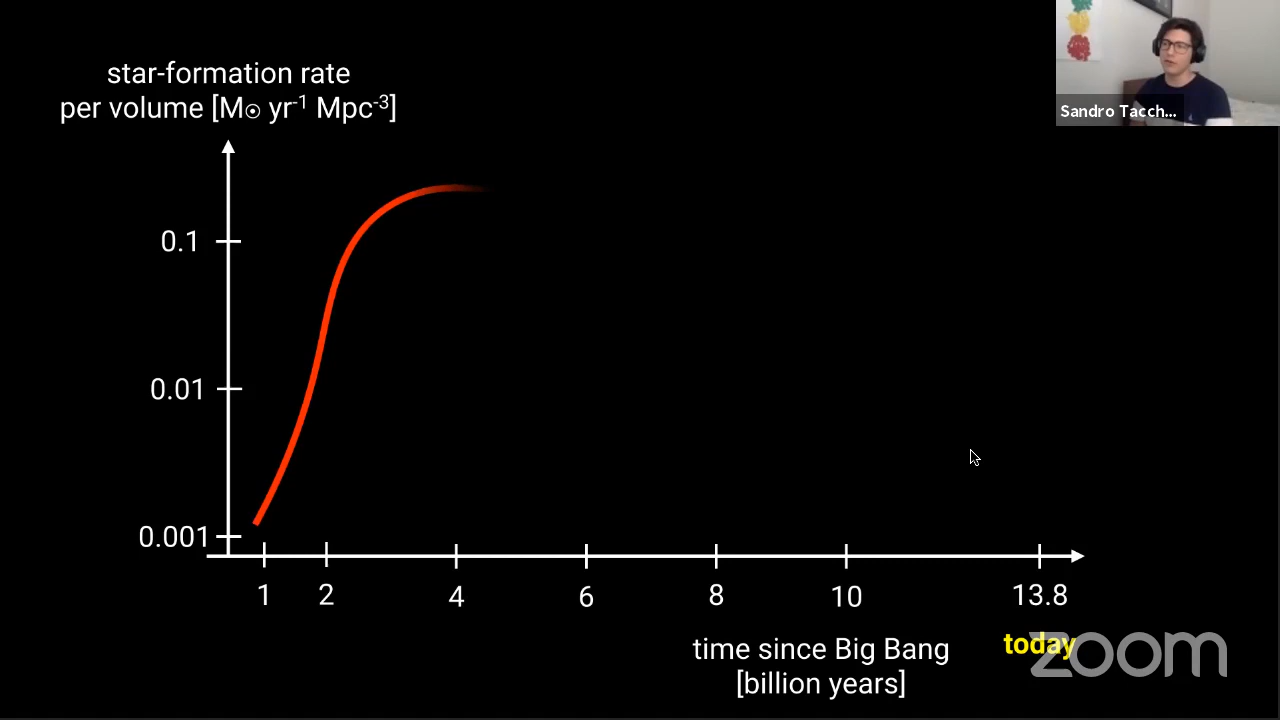 star-formation rate
per volume [M☉ yr⁻¹ Mpc⁻³]
Sandro Tacch...
0.1
0.01
0.001
1 2 4 6 8 10 13.8
time since Big Bang
[billion years]
today
zoom